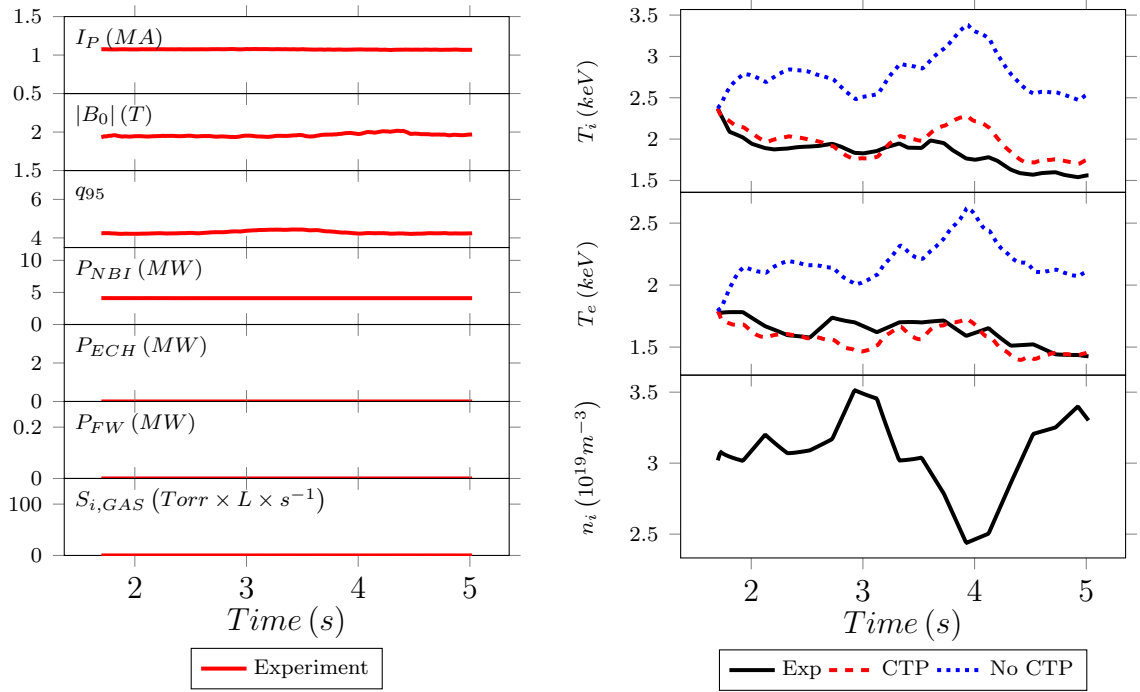 1.5
1
0.5
I_P (MA)
2
1.5
|B_0| (T)
6
4
q_95
10
5
0
P_NBI (MW)
2
0
P_ECH (MW)
0.2
0
P_FW (MW)
100
0
S_i,GAS (Torr × L × s^−1)
2 3 4 5
Time (s)
Experiment
3.5
3
2.5
2
1.5
T_i (keV)
2.5
2
1.5
T_e (keV)
3.5
3
2.5
n_i (10^19 m^−3)
2 3 4 5
Time (s)
Exp CTP No CTP